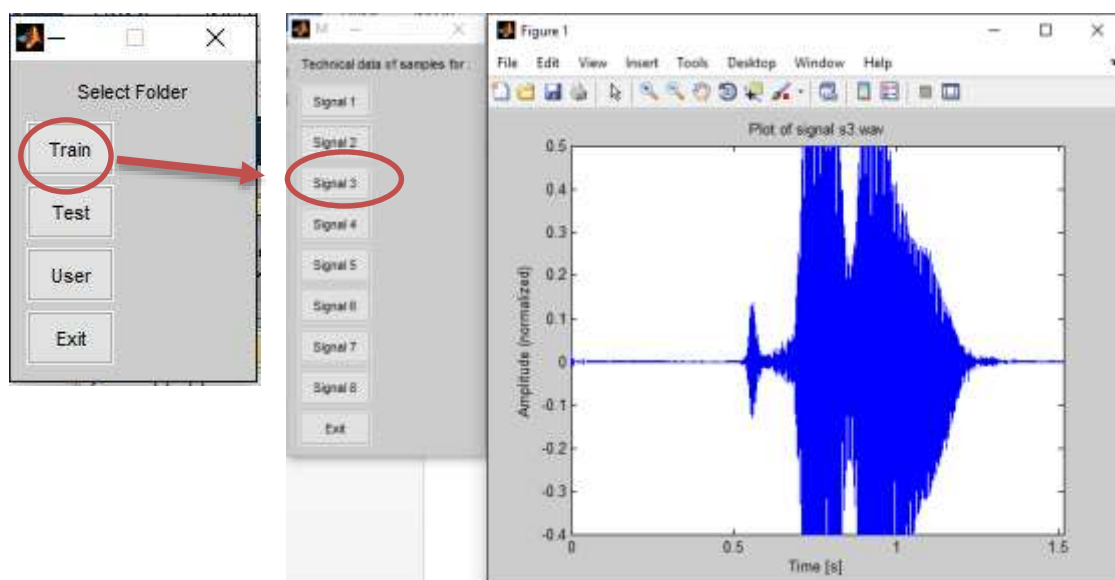 Select Folder
Train
Test
User
Exit
M
Technical data of samples for :
Signal 1
Signal 2
Signal 3
Signal 4
Signal 5
Signal 6
Signal 7
Signal 8
Exit
Figure 1
File Edit View Insert Tools Desktop Window Help
Plot of signal s3.wav
0.5
0.4
0.3
0.2
0.1
0
-0.1
-0.2
-0.3
-0.4
Amplitude (normalized)
0 0.5 1 1.5
Time [s]